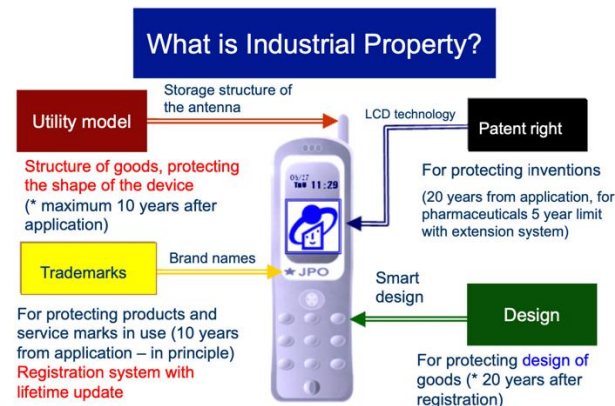 What is Industrial Property?
Storage structure of
the antenna
Utility model
Structure of goods, protecting
the shape of the device
(* maximum 10 years after
application)
LCD technology
Patent right
For protecting inventions
(20 years from application, for
pharmaceuticals 5 year limit
with extension system)
Trademarks
Brand names
For protecting products and
service marks in use (10 years
from application – in principle)
Registration system with
lifetime update
05/27
TUE 11:29
★ JPO
Smart
design
Design
For protecting design of
goods (* 20 years after
registration)